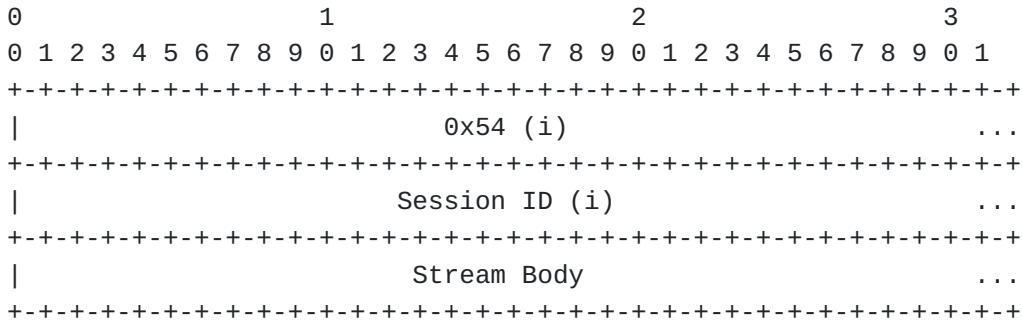 0                   1                   2                   3
0 1 2 3 4 5 6 7 8 9 0 1 2 3 4 5 6 7 8 9 0 1 2 3 4 5 6 7 8 9 0 1
+-+-+-+-+-+-+-+-+-+-+-+-+-+-+-+-+-+-+-+-+-+-+-+-+-+-+-+-+-+-+-+-+
|                           0x54 (i)                          ...
+-+-+-+-+-+-+-+-+-+-+-+-+-+-+-+-+-+-+-+-+-+-+-+-+-+-+-+-+-+-+-+-+
|                        Session ID (i)                       ...
+-+-+-+-+-+-+-+-+-+-+-+-+-+-+-+-+-+-+-+-+-+-+-+-+-+-+-+-+-+-+-+-+
|                         Stream Body                         ...
+-+-+-+-+-+-+-+-+-+-+-+-+-+-+-+-+-+-+-+-+-+-+-+-+-+-+-+-+-+-+-+-+